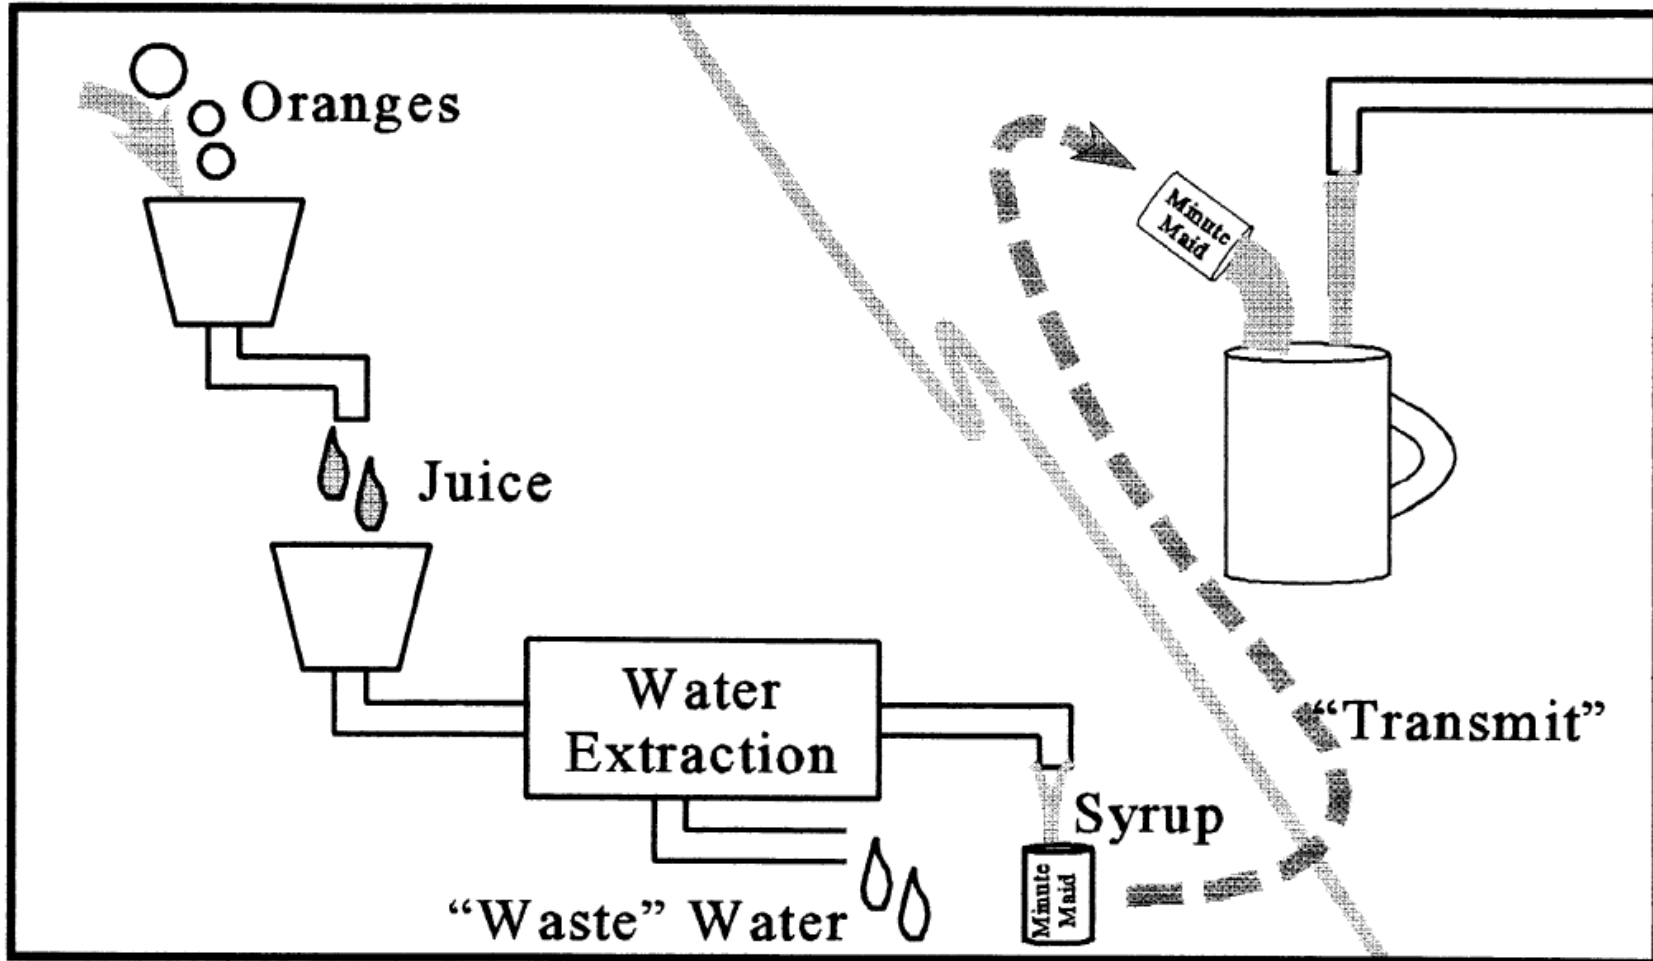 Oranges
Juice
Water
Extraction
"Waste" Water
Syrup
Minute
Maid
"Transmit"
Minute
Maid